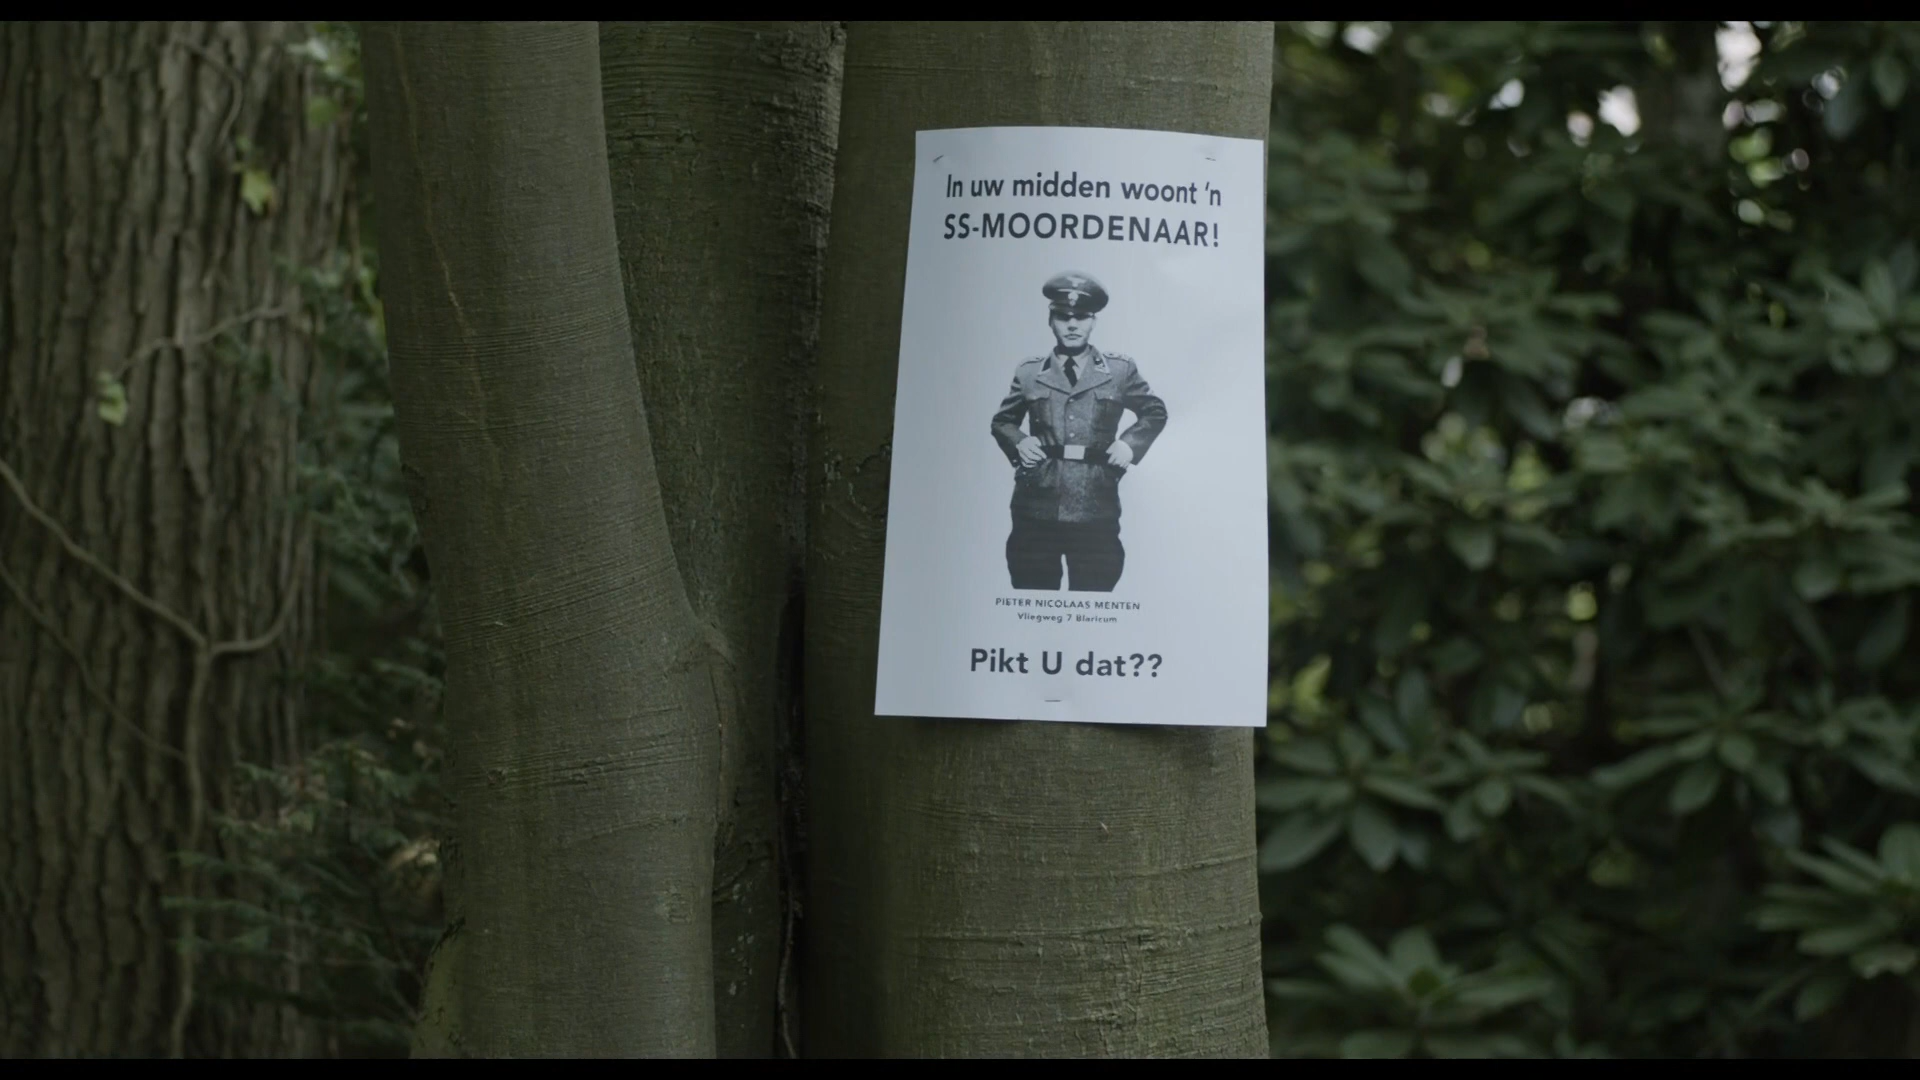 In uw midden woont ‘n
SS-MOORDENAAR!
PIETER NICOLAAS MENTEN
Vliegweg 7 Blaricum
Pikt U dat??